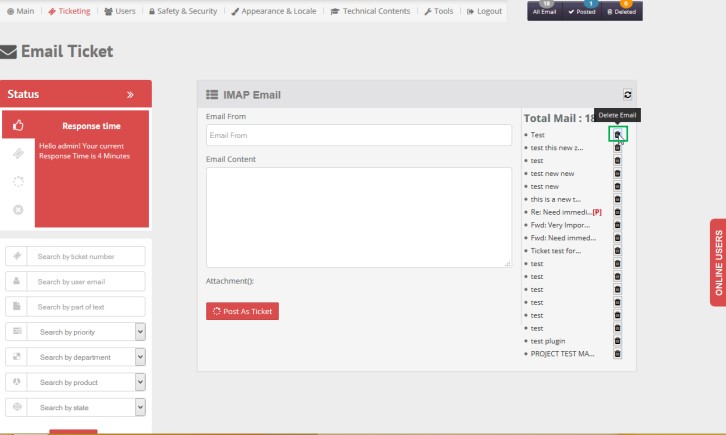 Main
Ticketing
Users
Safety & Security
Appearance & Locale
Technical Contents
Tools
Logout
18
1
0
All Email
Posted
Deleted
Email Ticket
Status
Response time
Hello admin! Your current
Response Time is 4 Minutes
Search by ticket number
Search by user email
Search by part of text
Search by priority
Search by department
Search by product
Search by state
IMAP Email
Email From
Email From
Email Content
Attachment():
Post As Ticket
Delete Email
Total Mail : 18
Test
test this new z...
test
test new new
test new
this is a new t...
Re: Need immedi...[P]
Fwd: Very Impor...
Fwd: Need immed...
Ticket test for...
test
test
test
test
test
test
test plugin
PROJECT TEST MA...
ONLINE USERS